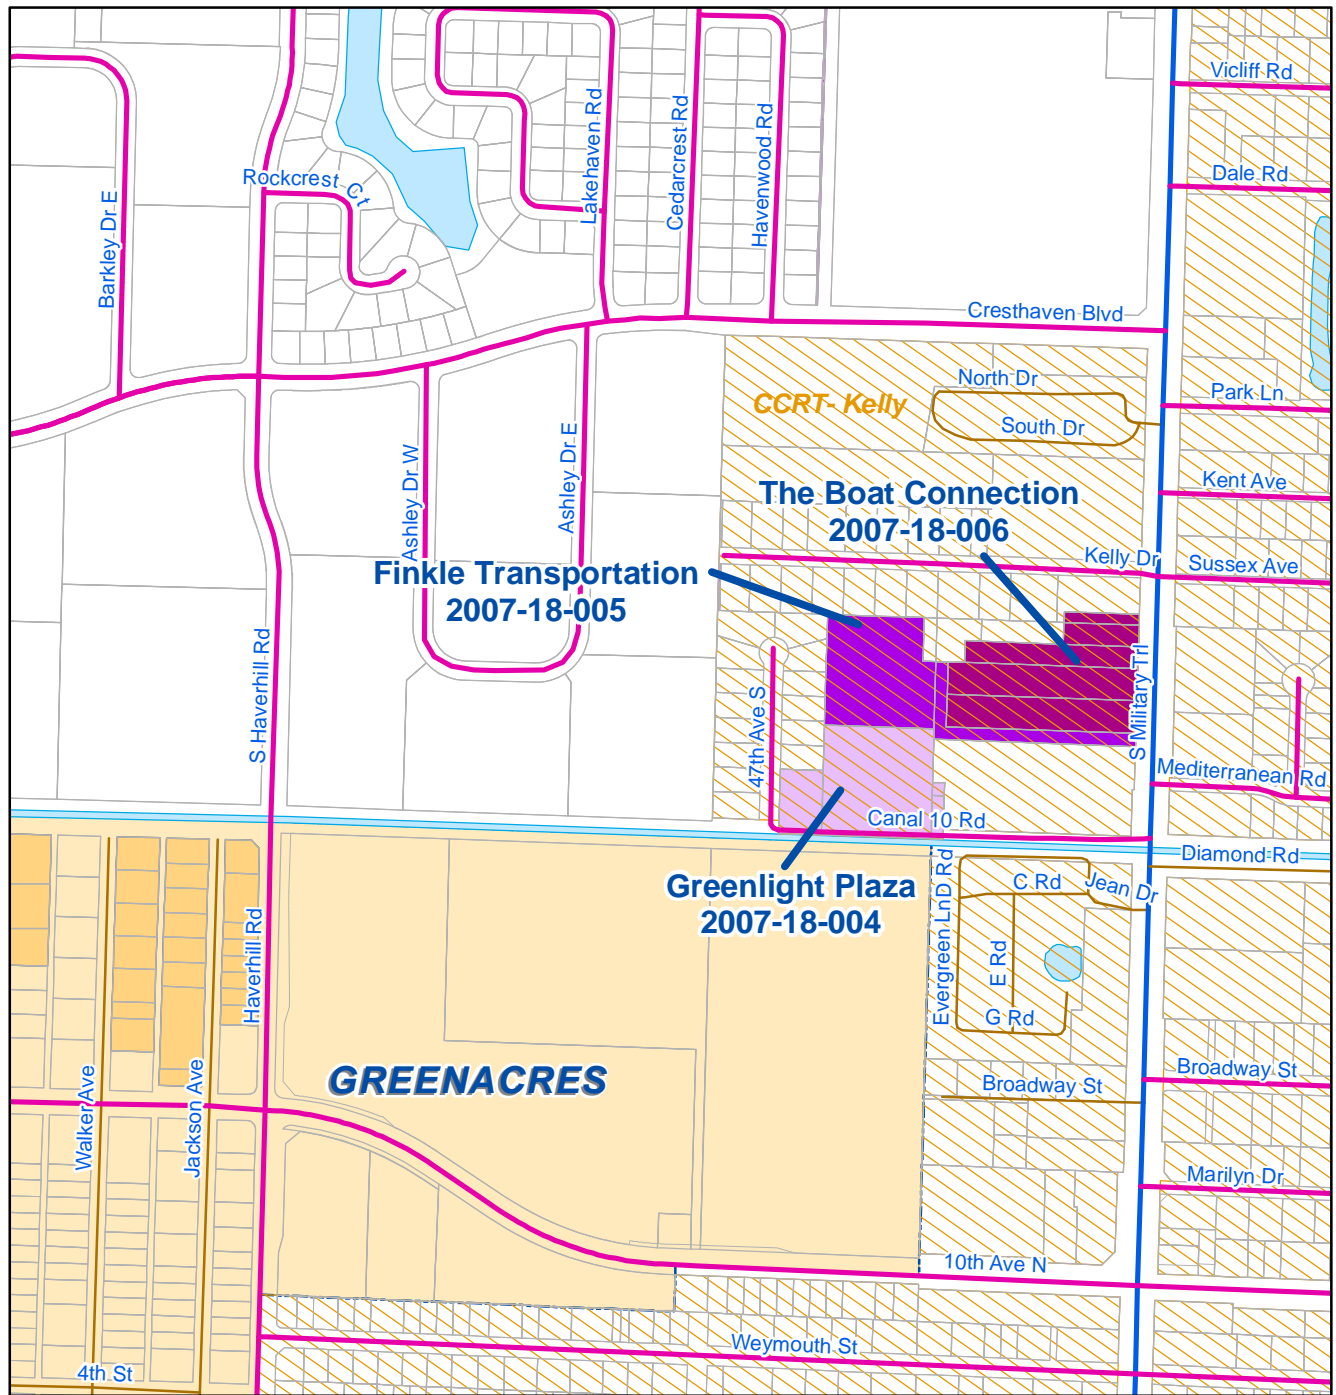 Vicliff Rd
Dale Rd
Rockcrest Ct
Barkley Dr E
Lakehaven Rd
Cedarcrest Rd
Havenwood Rd
Cresthaven Blvd
North Dr
Park Ln
CCRT- Kelly
South Dr
Ashley Dr W
Ashley Dr E
Kent Ave
The Boat Connection
2007-18-006
Kelly Dr
Sussex Ave
Finkle Transportation
2007-18-005
S Haverhill Rd
47th Ave S
S Military Trl
Mediterranean Rd
Canal 10 Rd
Diamond Rd
Greenlight Plaza
2007-18-004
C Rd
Jean Dr
Evergreen Ln
D Rd
E Rd
G Rd
Haverhill Rd
GREENACRES
Walker Ave
Jackson Ave
Broadway St
Broadway St
Marilyn Dr
10th Ave N
Weymouth St
4th St